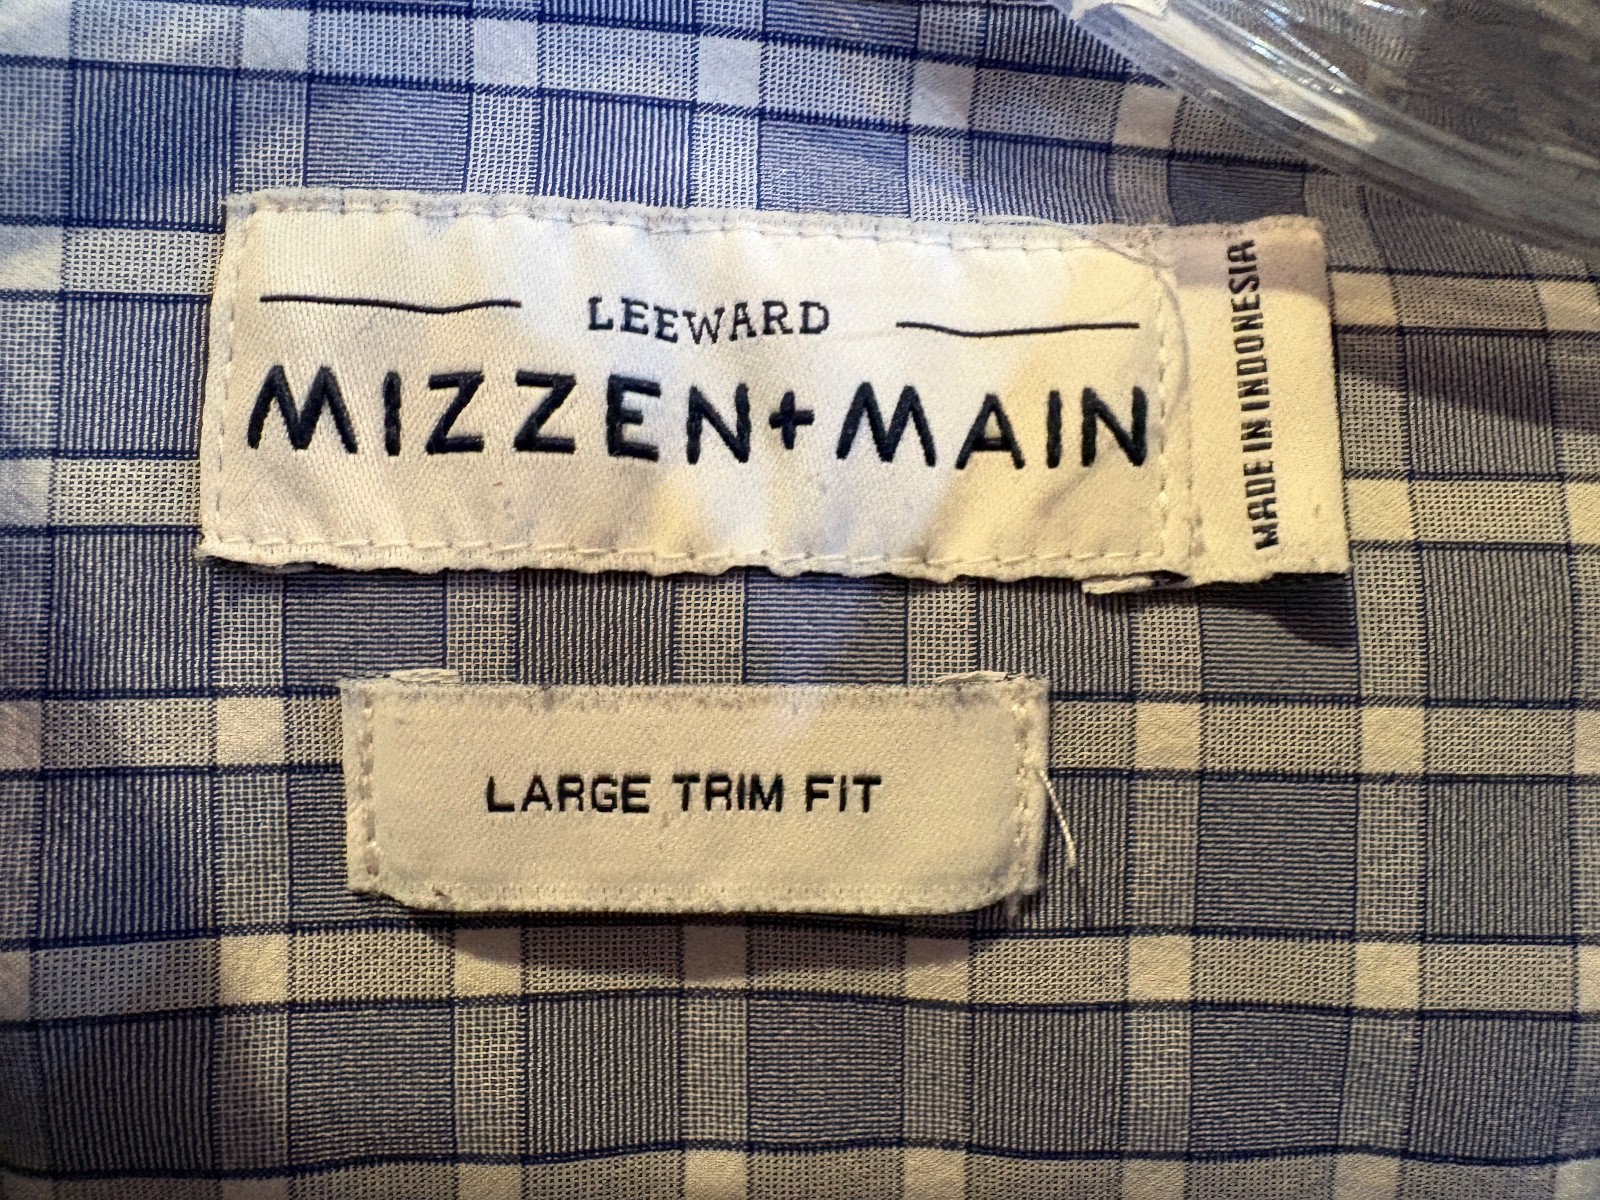 LEEWARD
MIZZEN+MAIN
MADE IN INDONESIA
LARGE TRIM FIT